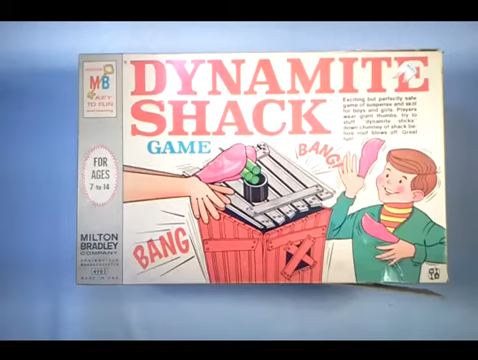 DYNAMITE
SHACK
GAME
Exciting but perfectly safe
game of suspense and skill
for boys and girls. Players
wear giant thumbs, try to
stuff dynamite sticks
down chimney of shack be-
fore roof blows off. Great
fun!
BANG!
BANG
MB
KEY
TO FUN
FOR
AGES
7 to 14
MILTON
BRADLEY
COMPANY
MADE IN USA